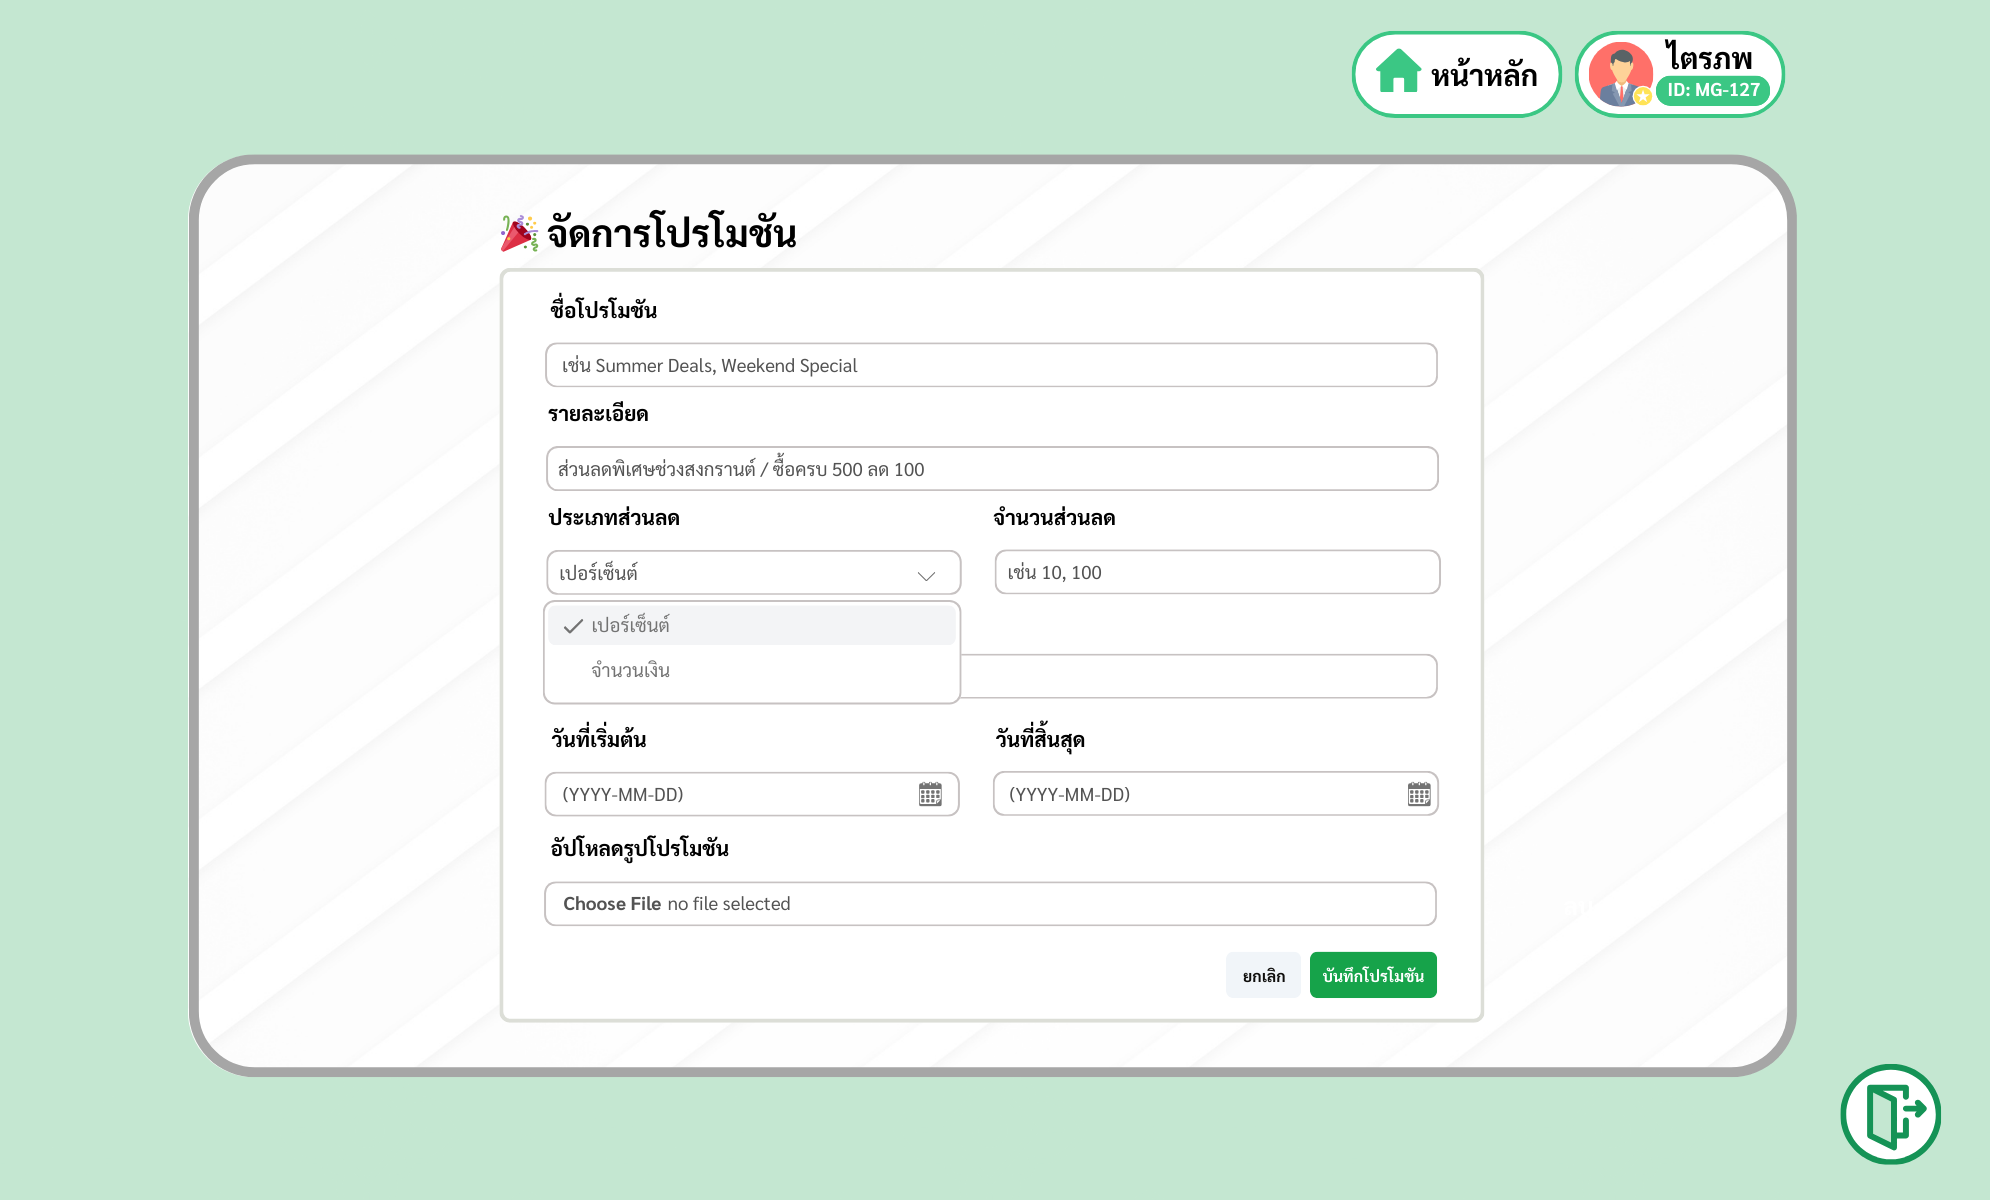 หน้าหลัก
ไตรภพ
ID: MG-127
จัดการโปรโมชัน
ชื่อโปรโมชัน
เช่น Summer Deals, Weekend Special
รายละเอียด
ส่วนลดพิเศษช่วงสงกรานต์ / ซื้อครบ 500 ลด 100
ประเภทส่วนลด
จำนวนส่วนลด
เปอร์เซ็นต์
เช่น 10, 100
เปอร์เซ็นต์
จำนวนเงิน
วันที่เริ่มต้น
วันที่สิ้นสุด
(YYYY-MM-DD)
(YYYY-MM-DD)
อัปโหลดรูปโปรโมชัน
Choose File no file selected
ยกเลิก
บันทึกโปรโมชัน